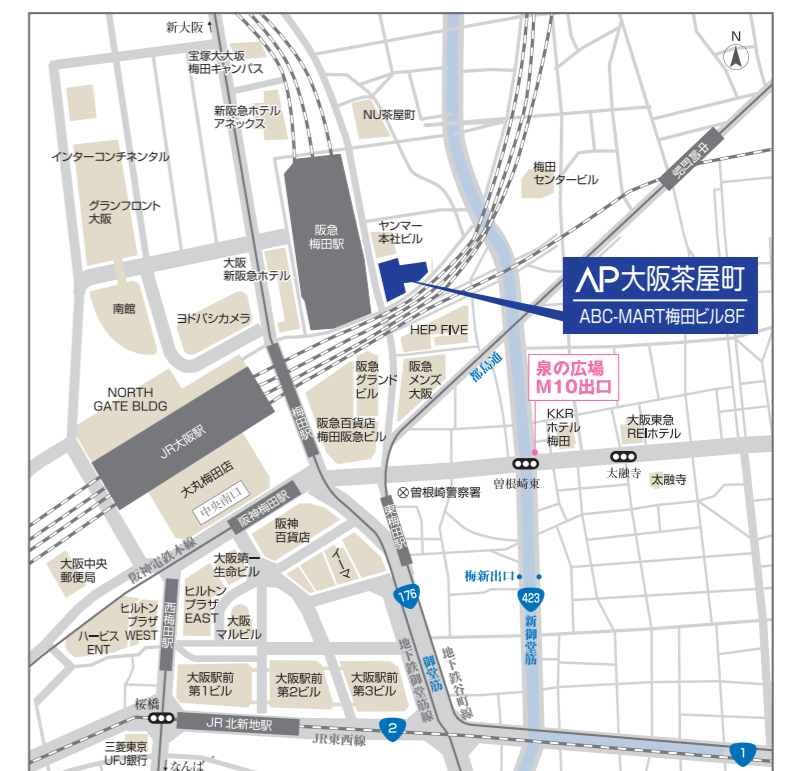 新大阪↑
宝塚大大坂
梅田キャンパス
N
新阪急ホテル
アネックス
NU茶屋町
インターコンチネンタル
梅田
センタービル
中崎町駅
グランフロント
大阪
阪急
梅田駅
ヤンマー
本社ビル
大阪
新阪急ホテル
AP大阪茶屋町
ABC-MART梅田ビル8F
南館
ヨドバシカメラ
HEP FIVE
都島通
泉の広場
M10出口
阪急
グランド
ビル
阪急
メンズ
大阪
NORTH
GATE BLDG
梅田駅
阪急百貨店
梅田阪急ビル
KKR
ホテル
梅田
大阪東急
REIホテル
JR大阪駅
大丸梅田店
中央南口
曽根崎東
太融寺
太融寺
曽根崎警察署
阪神梅田駅
東梅田駅
阪神
百貨店
イーマ
阪神電鉄本線
大阪中央
郵便局
大阪第一
生命ビル
梅新出口
ヒルトン
プラザ
EAST
176
423
西梅田駅
ヒルトン
プラザ
WEST
ハービス
ENT
大阪
マルビル
新御堂筋
地下鉄御堂筋線
御堂筋
地下鉄谷町線
大阪駅前
第1ビル
大阪駅前
第2ビル
大阪駅前
第3ビル
桜橋
JR北新地駅
JR東西線
2
1
三菱東京
UFJ銀行
↓なんば